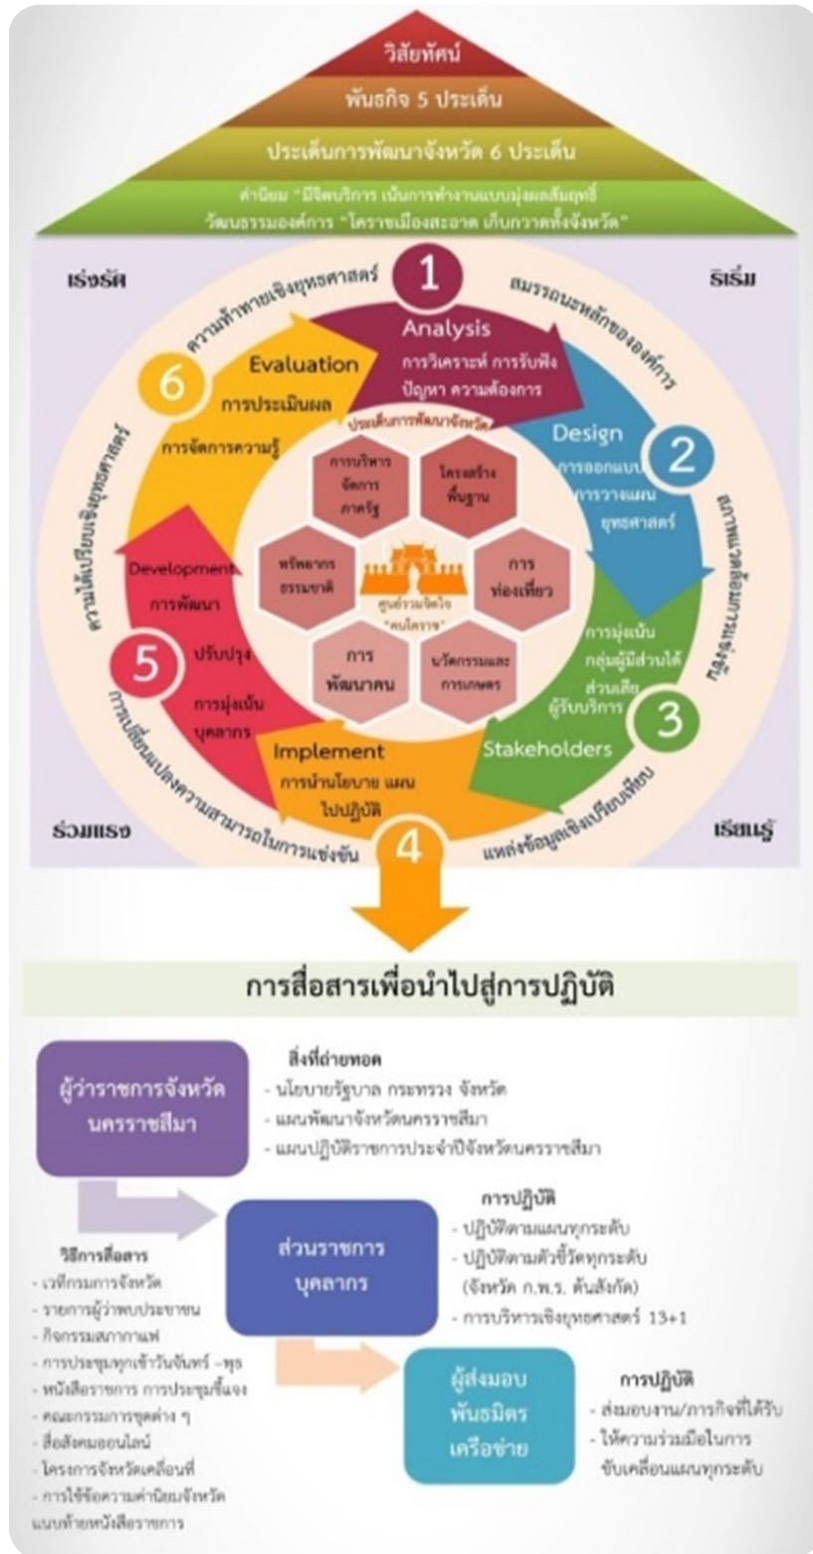 วิสัยทัศน์
พันธกิจ 5 ประเด็น
ประเด็นการพัฒนาจังหวัด 6 ประเด็น
ค่านิยม "มีจิตบริการ เน้นการทำงานแบบมุ่งผลสัมฤทธิ์
วัฒนธรรมองค์การ "โคราชเมืองสะอาด เก็บกวาดทั้งจังหวัด"
เร่งรัด
ริเริ่ม
ความท้าทายเชิงยุทธศาสตร์
สมรรถนะหลักขององค์การ
1
Analysis
การวิเคราะห์ การรับฟัง
ปัญหา ความต้องการ
6
Evaluation
การประเมินผล
การจัดการความรู้
2
Design
การออกแบบ
การวางแผน
ยุทธศาสตร์
ประเด็นการพัฒนาจังหวัด
การบริหาร
จัดการ
ภาครัฐ
โครงสร้าง
พื้นฐาน
ทรัพยากร
ธรรมชาติ
การ
ท่องเที่ยว
ศูนย์รวมจิตใจ
"คนโคราช"
การ
พัฒนาคน
นวัตกรรมและ
การเกษตร
ความได้เปรียบเชิงยุทธศาสตร์
สภาพแวดล้อมการแข่งขัน
Development
การพัฒนา
5
ปรับปรุง
การมุ่งเน้น
บุคลากร
การมุ่งเน้น
กลุ่มผู้มีส่วนได้
ส่วนเสีย
ผู้รับบริการ
3
Stakeholders
Implement
การนำนโยบาย แผน
ไปปฏิบัติ
4
การเปลี่ยนแปลงความสามารถในการแข่งขัน
แหล่งข้อมูลเชิงเปรียบเทียบ
ร่วมแรง
เรียนรู้
การสื่อสารเพื่อนำไปสู่การปฏิบัติ
ผู้ว่าราชการจังหวัด
นครราชสีมา
สิ่งที่ถ่ายทอด
- นโยบายรัฐบาล กระทรวง จังหวัด
- แผนพัฒนาจังหวัดนครราชสีมา
- แผนปฏิบัติราชการประจำปีจังหวัดนครราชสีมา
ส่วนราชการ
บุคลากร
การปฏิบัติ
- ปฏิบัติตามแผนทุกระดับ
- ปฏิบัติตามตัวชี้วัดทุกระดับ
(จังหวัด ก.พ.ร. ต้นสังกัด)
- การบริหารเชิงยุทธศาสตร์ 13+1
วิธีการสื่อสาร
- เวทีกรมการจังหวัด
- รายการผู้ว่าพบประชาชน
- กิจกรรมสภากาแฟ
- การประชุมทุกเช้าวันจันทร์ -พุธ
- หนังสือราชการ การประชุมชี้แจง
- คณะกรรมการชุดต่าง ๆ
- สื่อสังคมออนไลน์
- โครงการจังหวัดเคลื่อนที่
- การใช้ข้อความค่านิยมจังหวัด
แนบท้ายหนังสือราชการ
ผู้ส่งมอบ
พันธมิตร
เครือข่าย
การปฏิบัติ
- ส่งมอบงาน/ภารกิจที่ได้รับ
- ให้ความร่วมมือในการ
ขับเคลื่อนแผนทุกระดับ